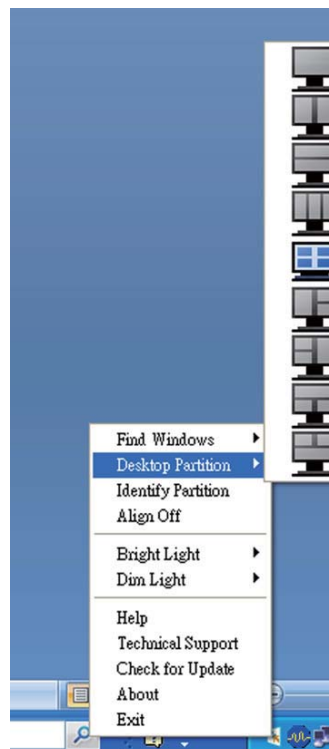 Find Windows
Desktop Partition
Identify Partition
Align Off
Bright Light
Dim Light
Help
Technical Support
Check for Update
About
Exit